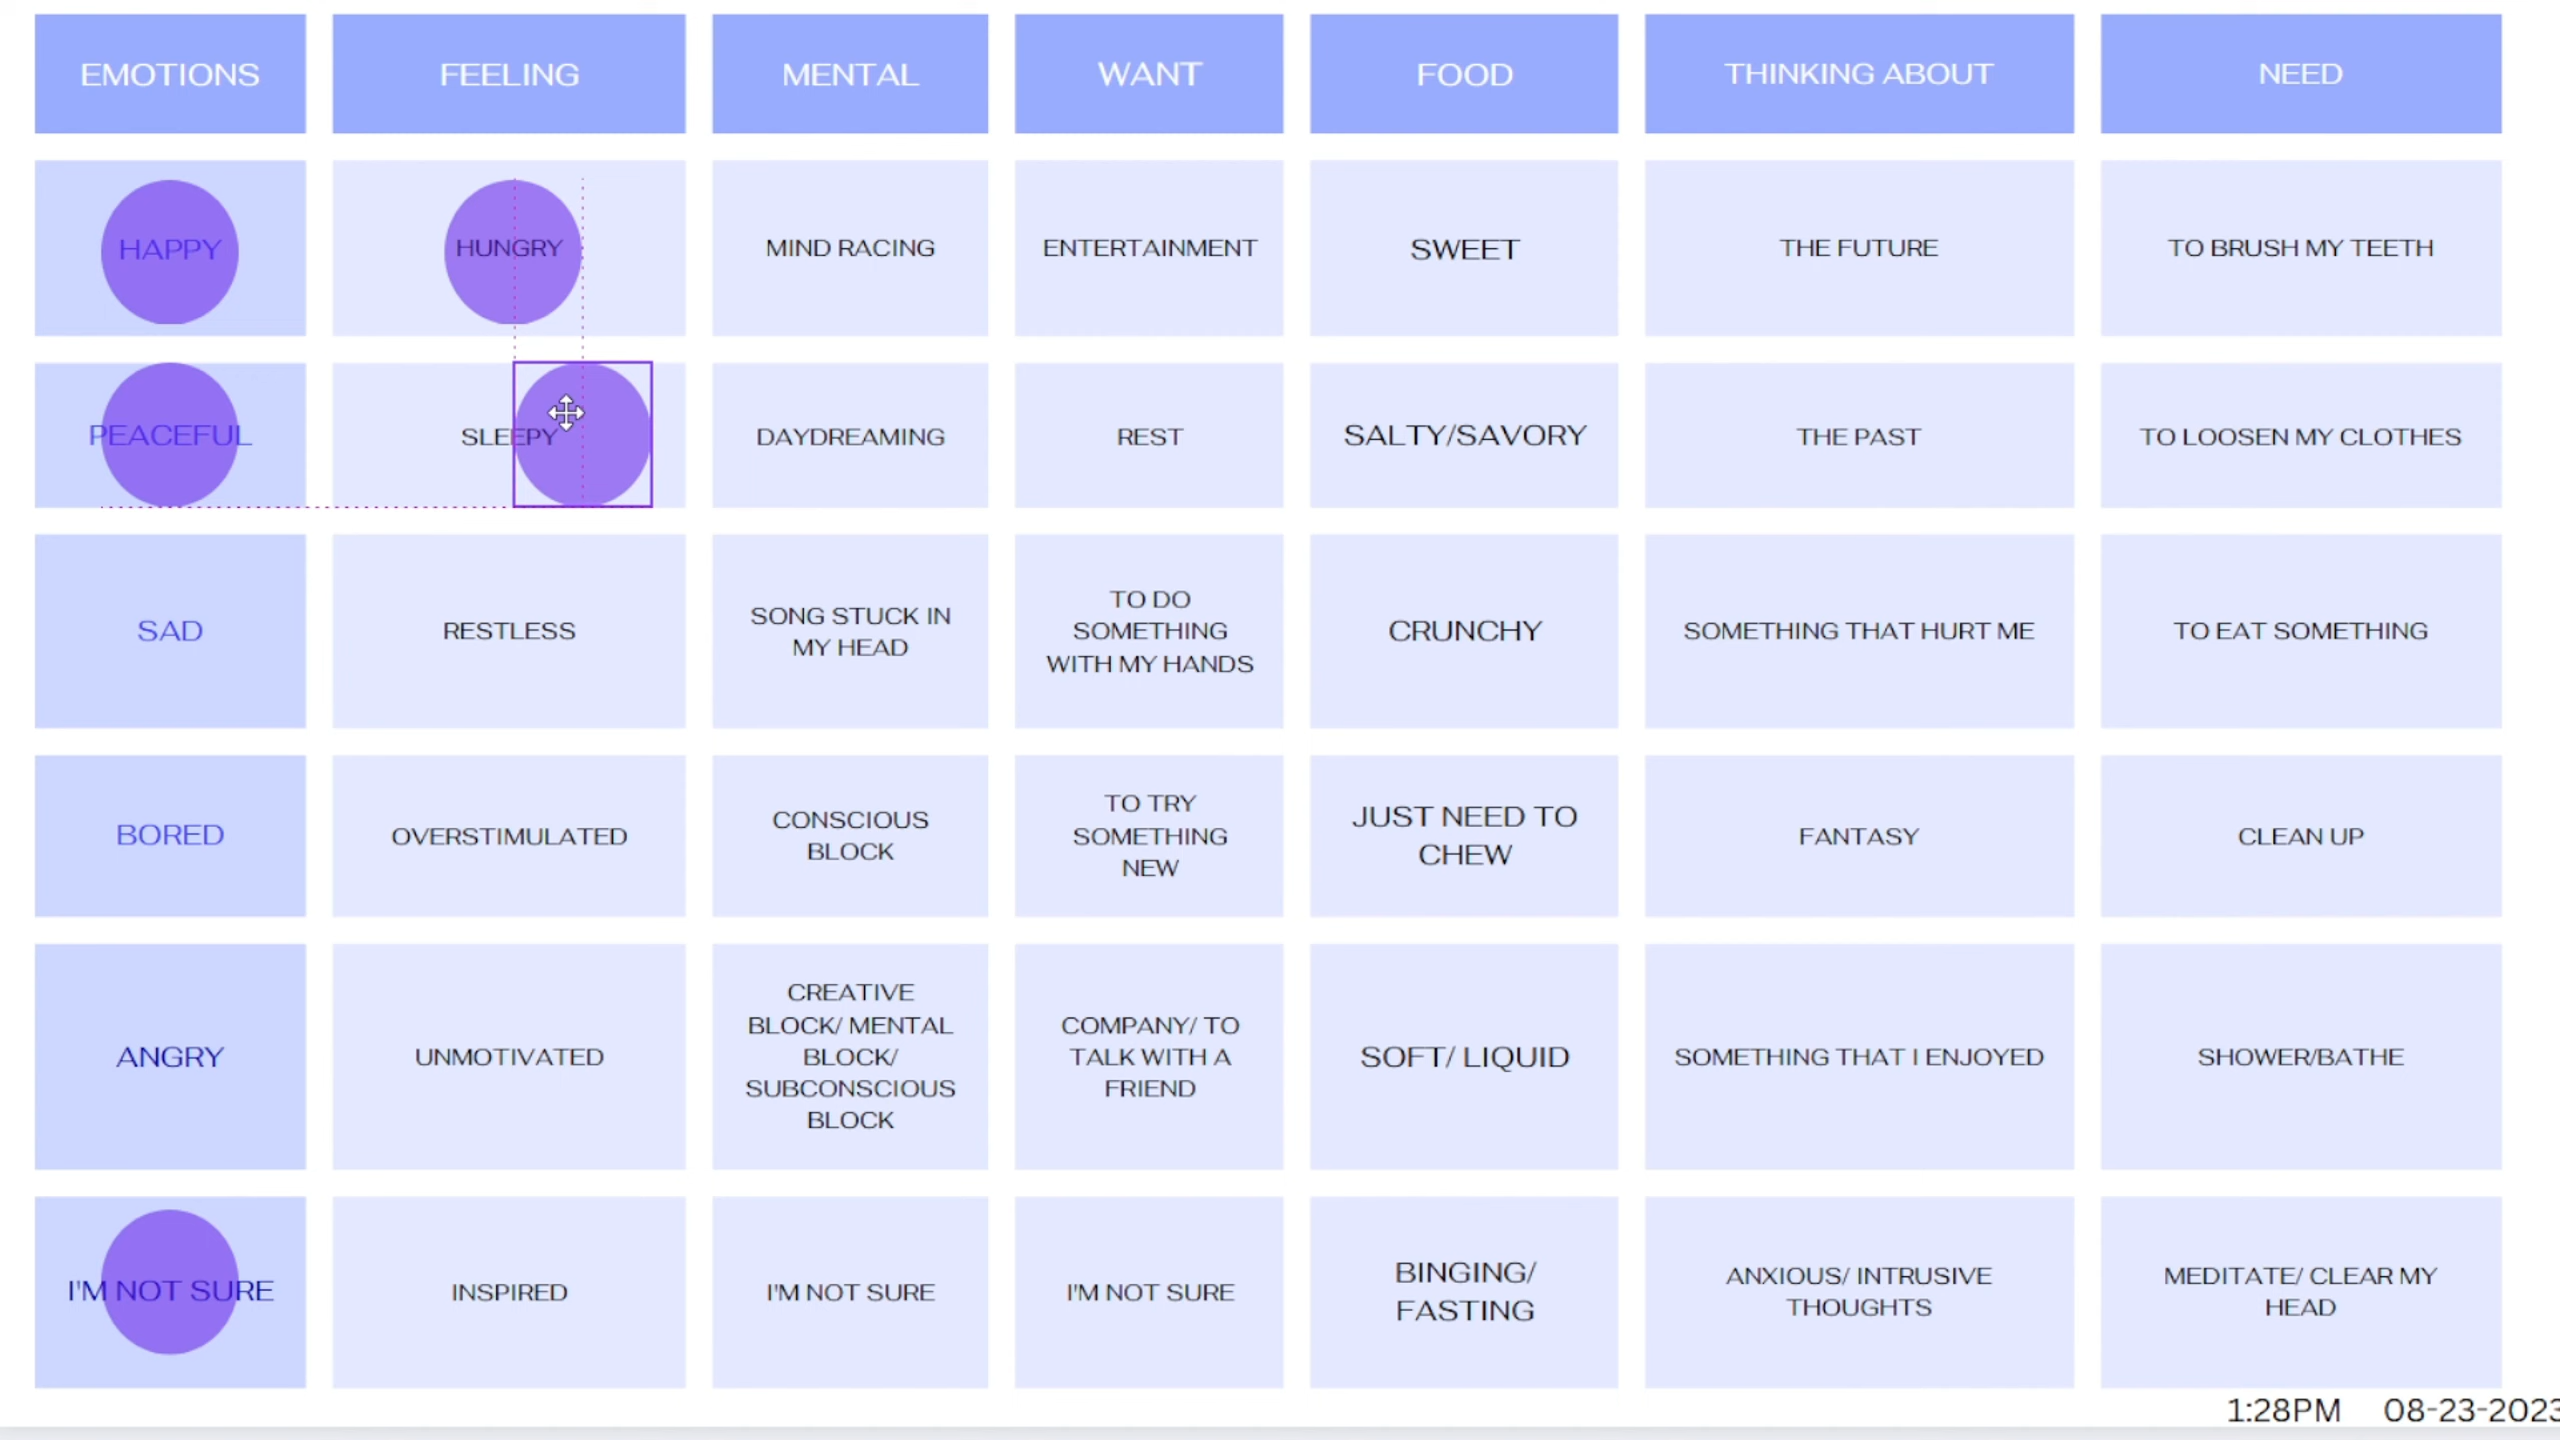 EMOTIONS FEELING MENTAL WANT FOOD THINKING ABOUT NEED
HAPPY HUNGRY MIND RACING ENTERTAINMENT SWEET THE FUTURE TO BRUSH MY TEETH
PEACEFUL SLEEPY DAYDREAMING REST SALTY/SAVORY THE PAST TO LOOSEN MY CLOTHES
SAD
RESTLESS
SONG STUCK IN
MY HEAD
TO DO
SOMETHING
WITH MY HANDS
CRUNCHY
SOMETHING THAT HURT ME
TO EAT SOMETHING
BORED
OVERSTIMULATED
CONSCIOUS
BLOCK
TO TRY
SOMETHING
NEW
JUST NEED TO
CHEW
FANTASY
CLEAN UP
ANGRY
UNMOTIVATED
CREATIVE
BLOCK/ MENTAL
BLOCK/
SUBCONSCIOUS
BLOCK
COMPANY/ TO
TALK WITH A
FRIEND
SOFT/ LIQUID
SOMETHING THAT I ENJOYED
SHOWER/BATHE
I'M NOT SURE
INSPIRED
I'M NOT SURE
I'M NOT SURE
BINGING/
FASTING
ANXIOUS/ INTRUSIVE
THOUGHTS
MEDITATE/ CLEAR MY
HEAD
1:28PM 08-23-2023